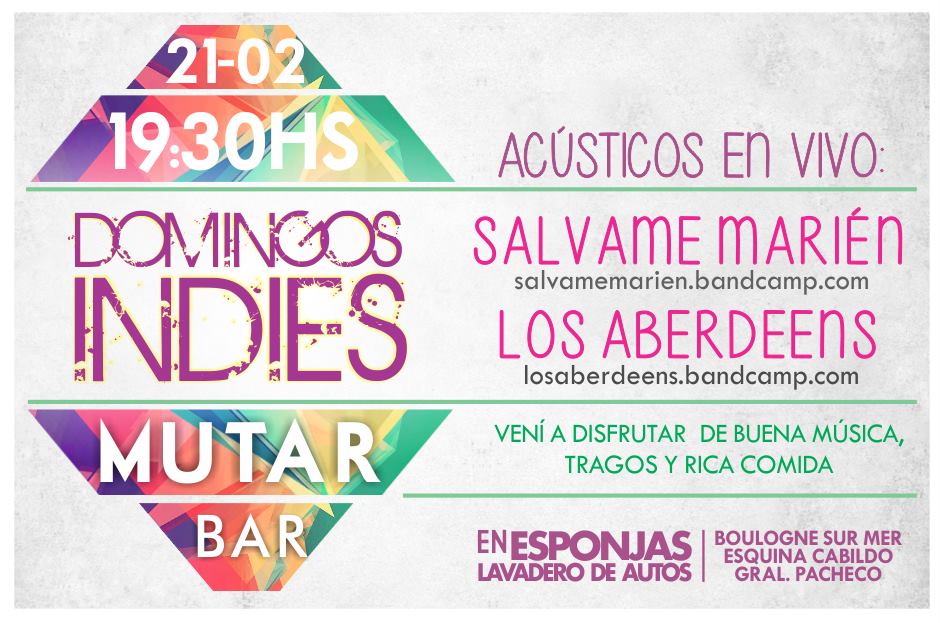 21-02
19:30HS
DOMINGOS
INDIES
MUTAR
BAR
ACÚSTICOS EN VIVO:
SALVAME MARIÉN
salvamemarien.bandcamp.com
LOS ABERDEENS
losaberdeens.bandcamp.com
VENÍ A DISFRUTAR DE BUENA MÚSICA,
TRAGOS Y RICA COMIDA
EN ESPONJAS
LAVADERO DE AUTOS
BOULOGNE SUR MER
ESQUINA CABILDO
GRAL. PACHECO